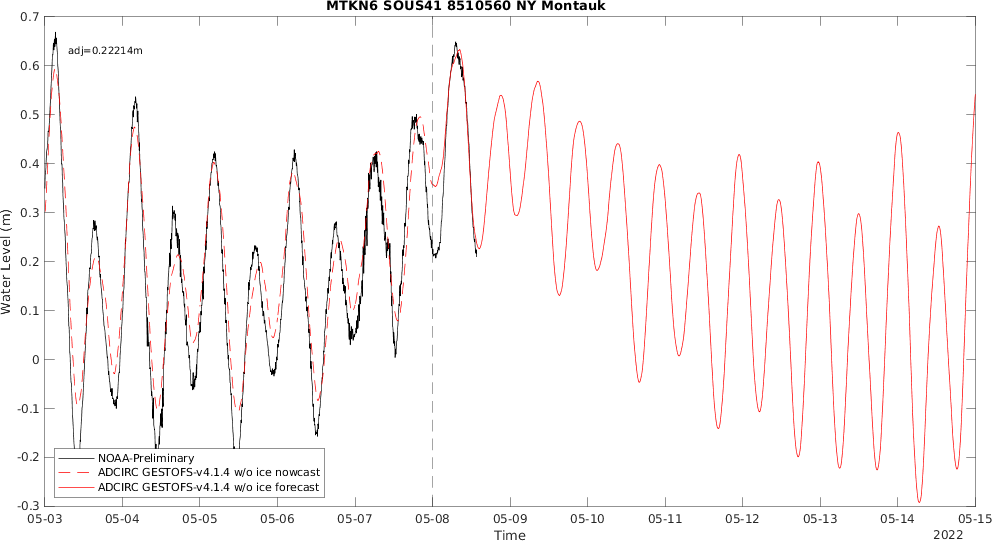 MTKN6 SOUS41 8510560 NY Montauk
adj=0.22214m
Water Level (m)
0.7
0.6
0.5
0.4
0.3
0.2
0.1
0
-0.1
-0.2
-0.3
NOAA-Preliminary
ADCIRC GESTOFS-v4.1.4 w/o ice nowcast
ADCIRC GESTOFS-v4.1.4 w/o ice forecast
05-03 05-04 05-05 05-06 05-07 05-08 05-09 05-10 05-11 05-12 05-13 05-14 05-15
Time
2022